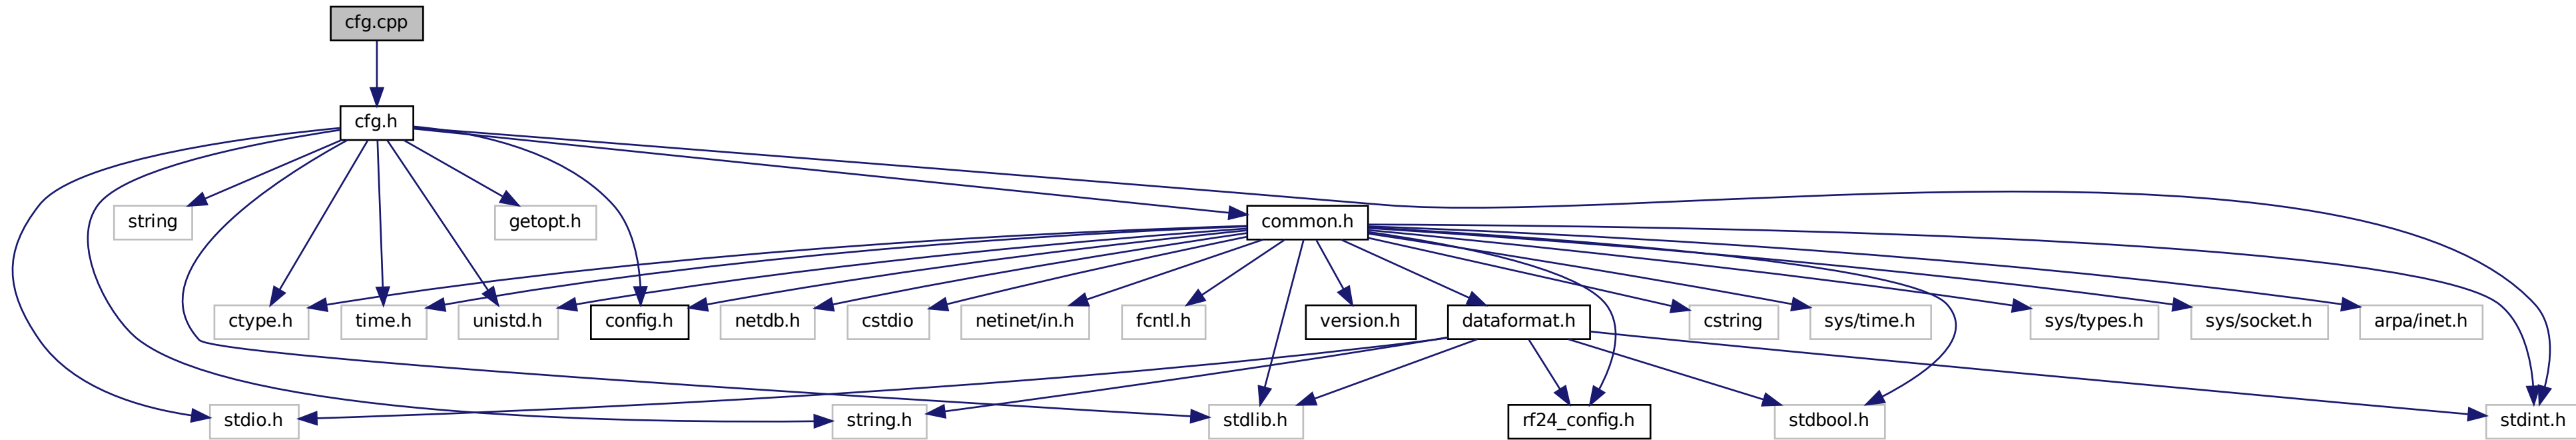 cfg.cpp
cfg.h
string
getopt.h
common.h
ctype.h
time.h
unistd.h
config.h
netdb.h
cstdio
netinet/in.h
fcntl.h
version.h
dataformat.h
cstring
sys/time.h
sys/types.h
sys/socket.h
arpa/inet.h
stdio.h
string.h
stdlib.h
rf24_config.h
stdbool.h
stdint.h